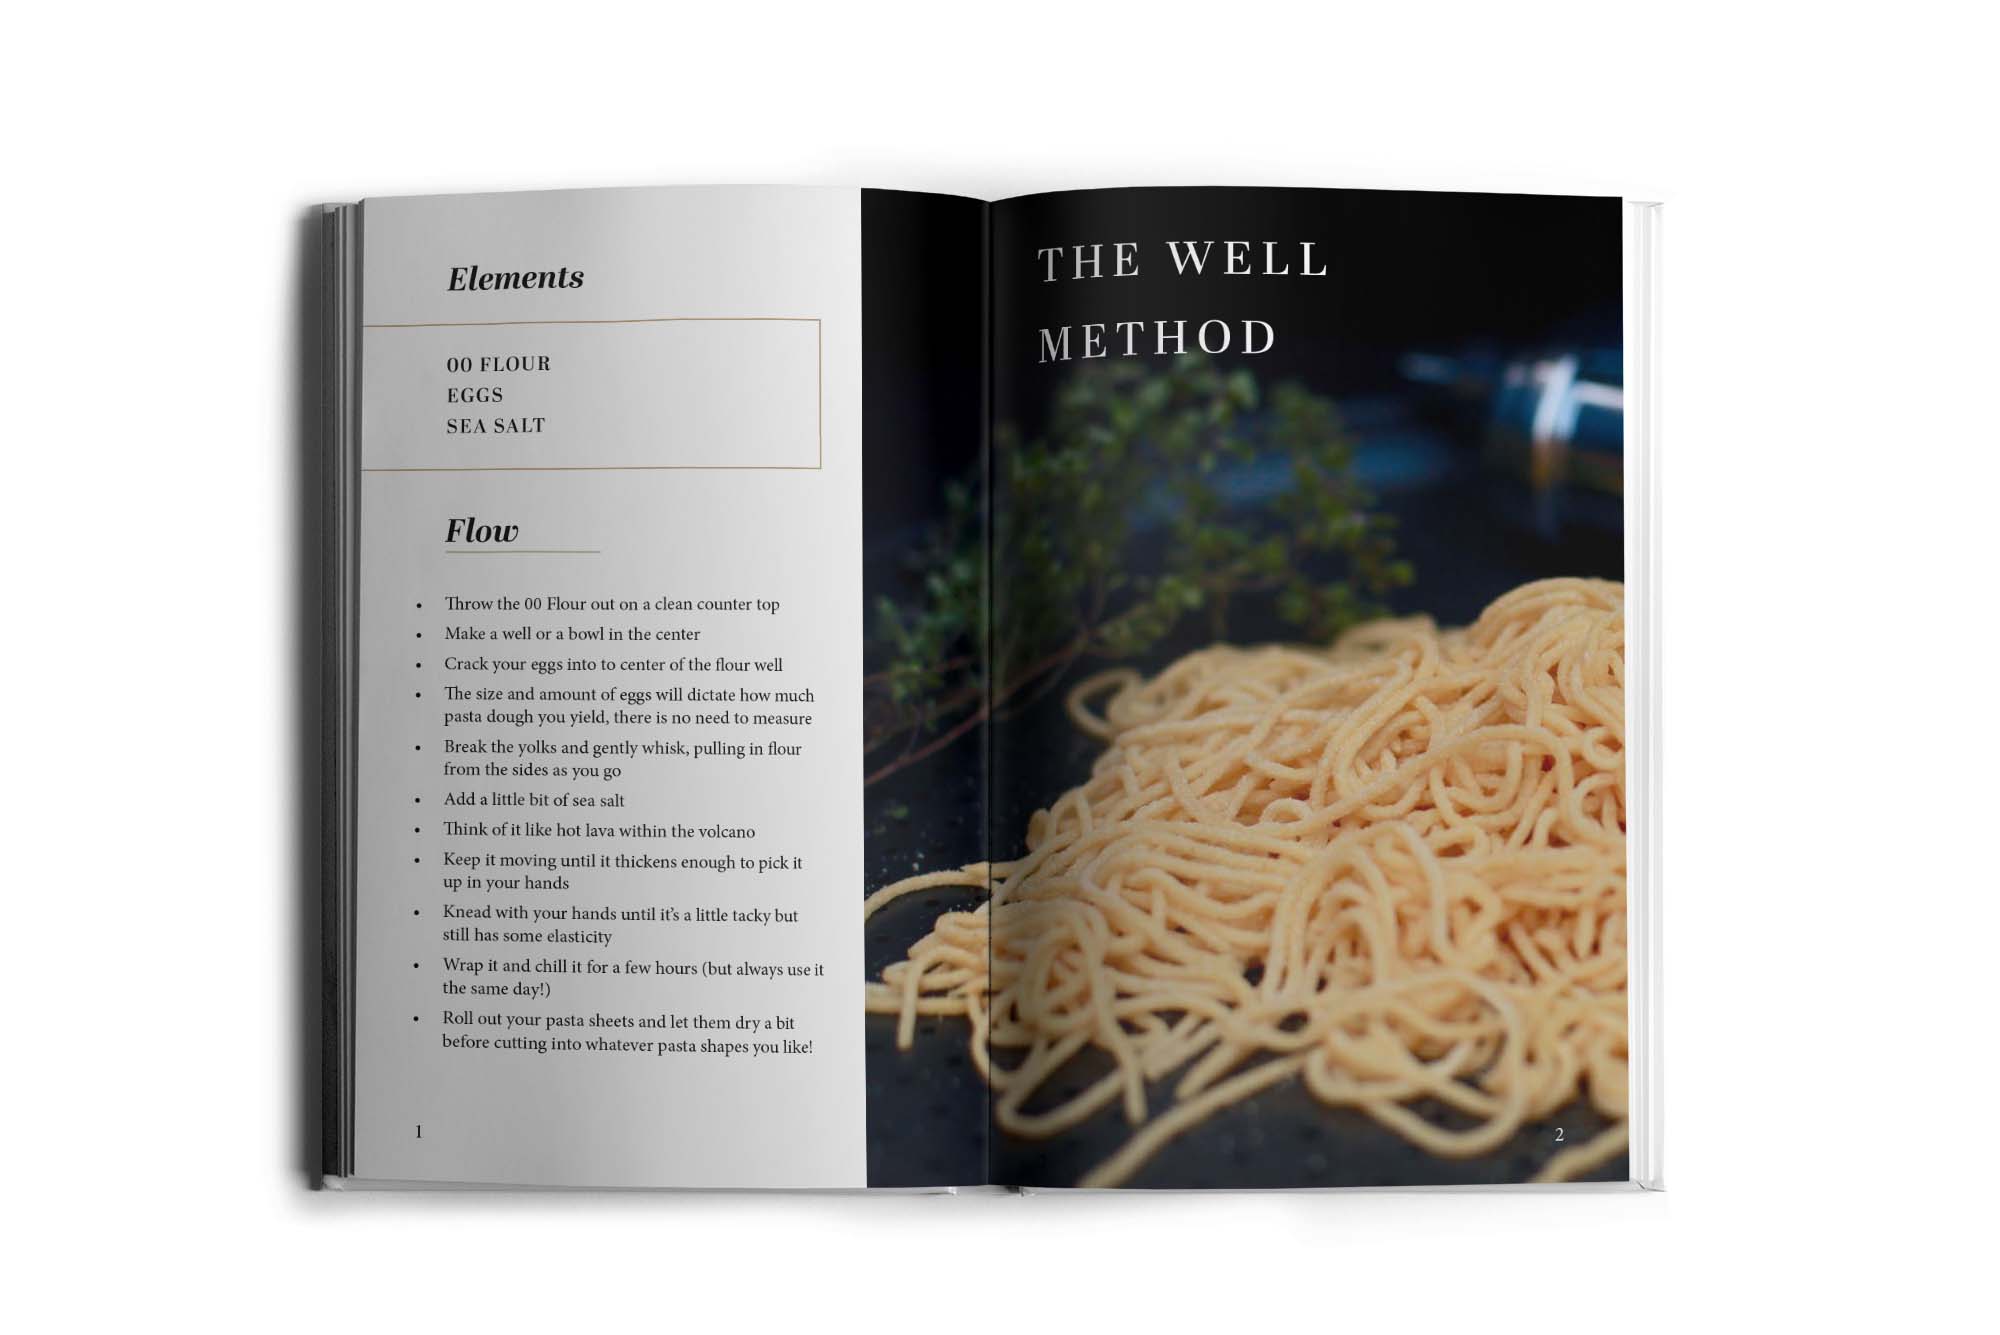 Elements
00 FLOUR
EGGS
SEA SALT
Flow
• Throw the 00 Flour out on a clean counter top
• Make a well or a bowl in the center
• Crack your eggs into to center of the flour well
• The size and amount of eggs will dictate how much
pasta dough you yield, there is no need to measure
• Break the yolks and gently whisk, pulling in flour
from the sides as you go
• Add a little bit of sea salt
• Think of it like hot lava within the volcano
• Keep it moving until it thickens enough to pick it
up in your hands
• Knead with your hands until it's a little tacky but
still has some elasticity
• Wrap it and chill it for a few hours (but always use it
the same day!)
• Roll out your pasta sheets and let them dry a bit
before cutting into whatever pasta shapes you like!
1
THE WELL
METHOD
2